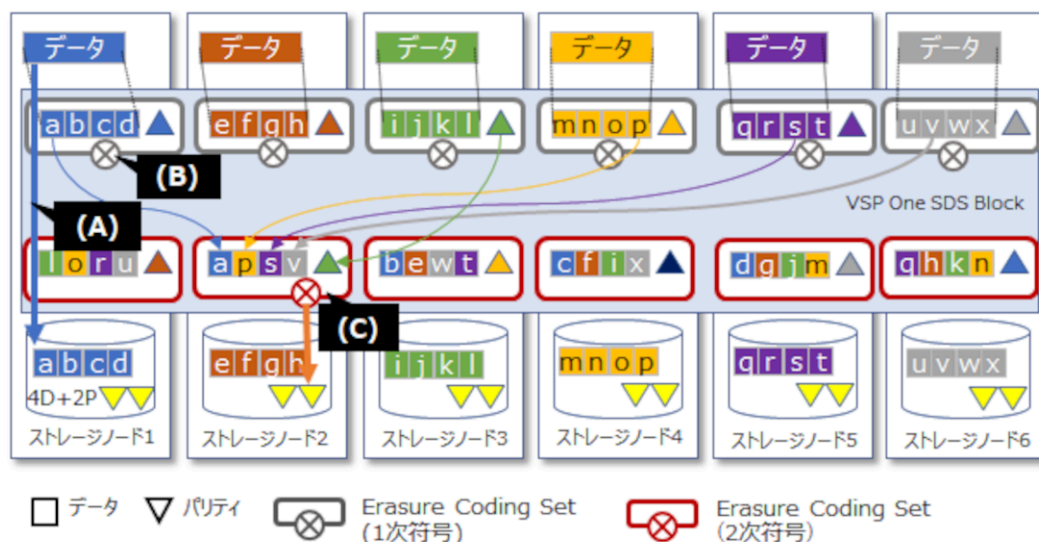 データ データ データ データ データ データ
abcd efgh ijkl mnop qrst uvwx
(B)
(A)
VSP One SDS Block
loru apsv bewt cfix dgjm qhkn
(C)
abcd efgh ijkl mnop qrst uvwx
4D+2P
ストレージノード1 ストレージノード2 ストレージノード3 ストレージノード4 ストレージノード5 ストレージノード6
データ パリティ Erasure Coding Set Erasure Coding Set
(1次符号) (2次符号)